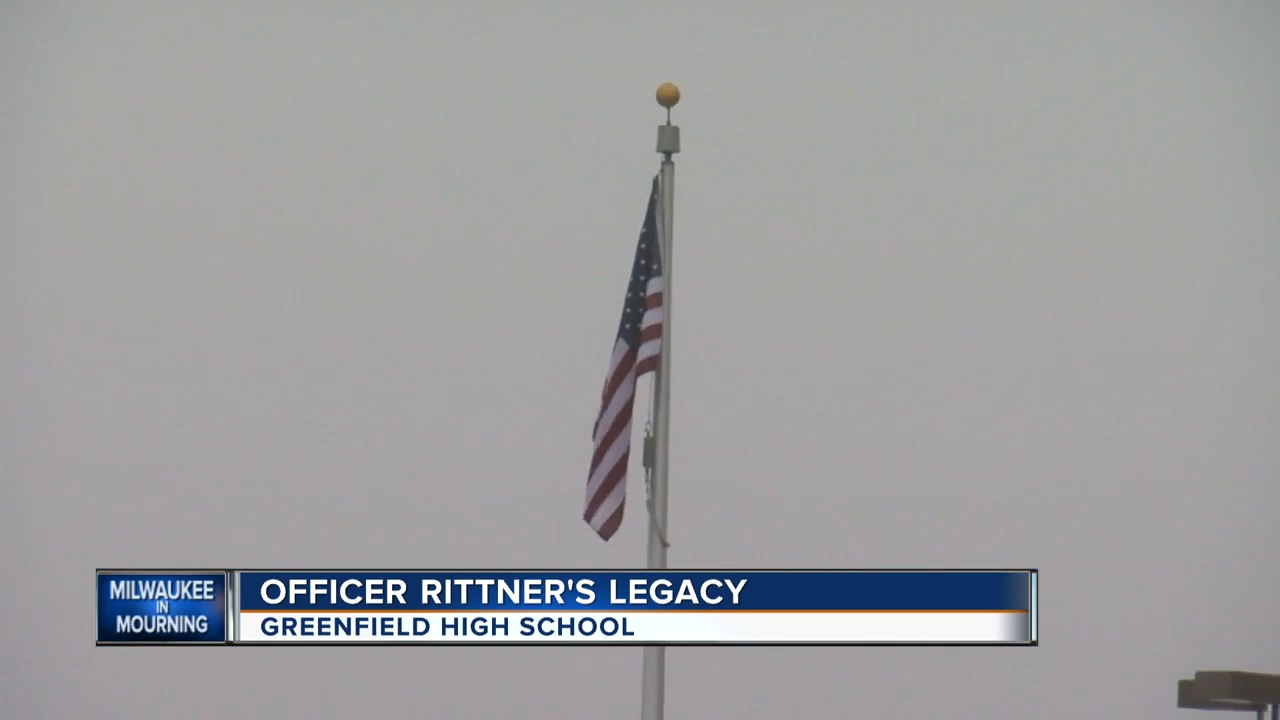 MILWAUKEE
IN
MOURNING
OFFICER RITTNER'S LEGACY
GREENFIELD HIGH SCHOOL